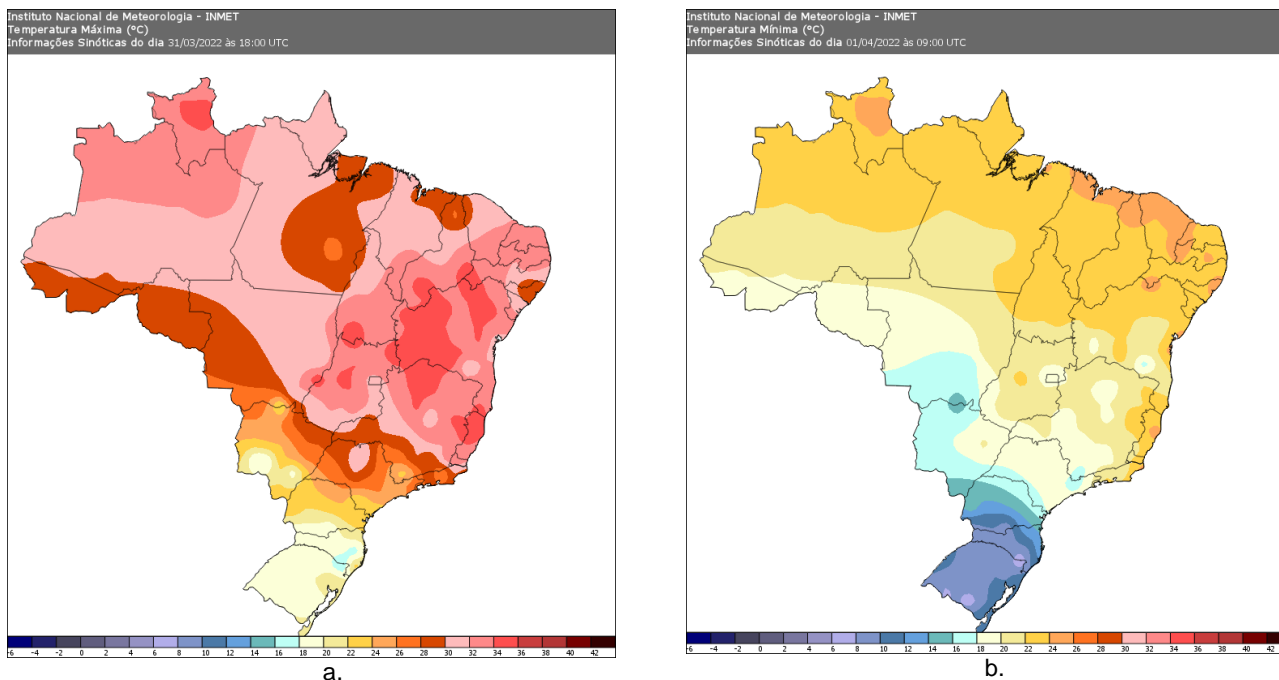 Instituto Nacional de Meteorologia - INMET
Temperatura Máxima (°C)
Informações Sinóticas do dia 31/03/2022 às 18:00 UTC
-6 -4 -2 0 2 4 6 8 10 12 14 16 18 20 22 24 26 28 30 32 34 36 38 40 42
a.
Instituto Nacional de Meteorologia - INMET
Temperatura Mínima (°C)
Informações Sinóticas do dia 01/04/2022 às 09:00 UTC
-6 -4 -2 0 2 4 6 8 10 12 14 16 18 20 22 24 26 28 30 32 34 36 38 40 42
b.